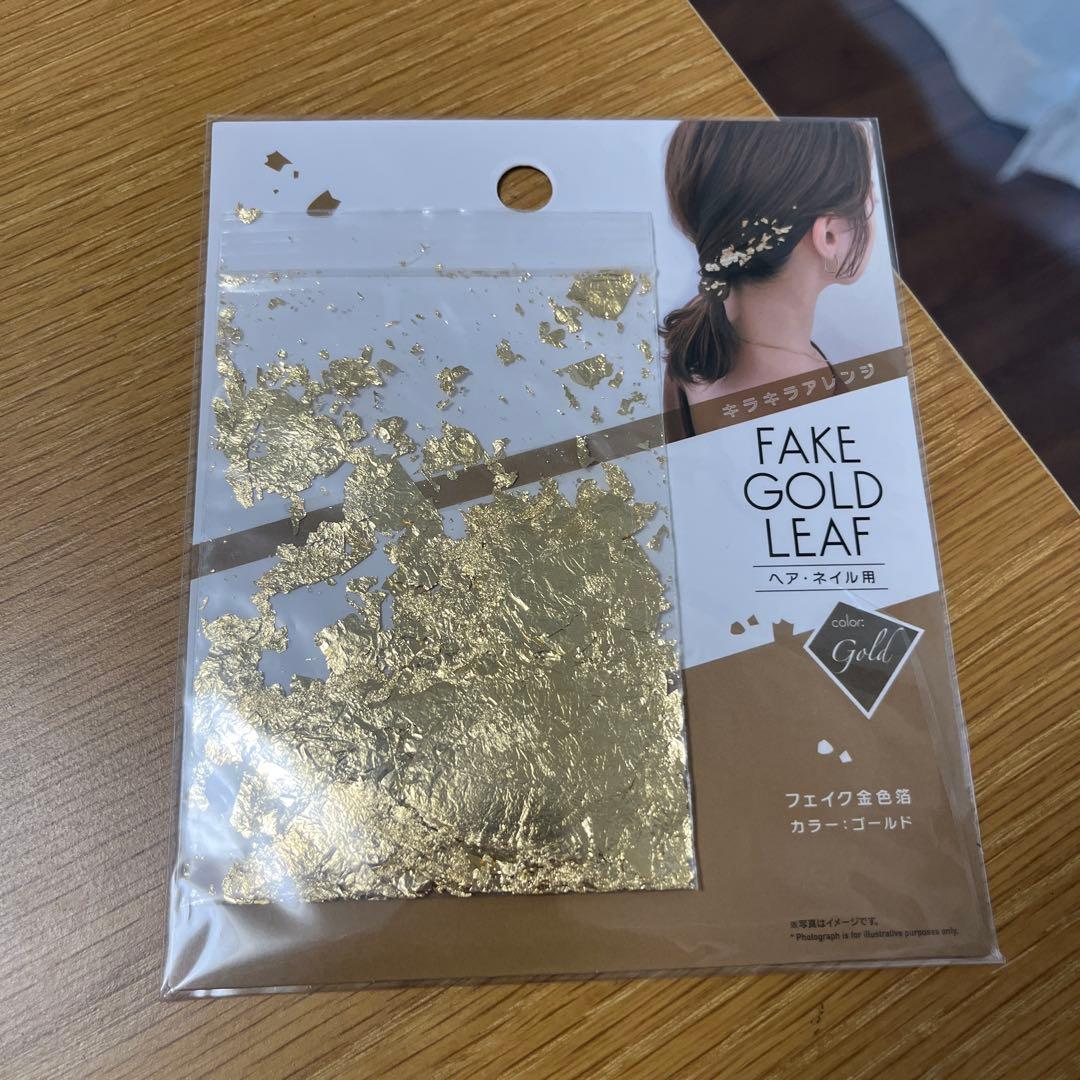 キラキラアレンジ
FAKE
GOLD
LEAF
ヘア・ネイル用
color:
Gold
フェイク金色箔
カラー：ゴールド
※写真はイメージです。
* Photograph is for illustrative purposes only.